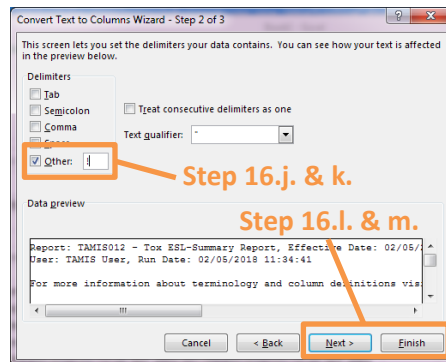 Convert Text to Columns Wizard - Step 2 of 3
This screen lets you set the delimiters your data contains. You can see how your text is affected
in the preview below.
Delimiters
Tab
Semicolon
Comma
Other:
Treat consecutive delimiters as one
Text qualifier: "
Step 16.j. & k.
Data preview
Step 16.l. & m.
Report: TAMIS012 - Tox ESL-Summary Report, Effective Date: 02/05/
User: TAMIS User, Run Date: 02/05/2018 11:34:41
For more information about terminology and column definitions vis
Cancel
< Back
Next >
Finish